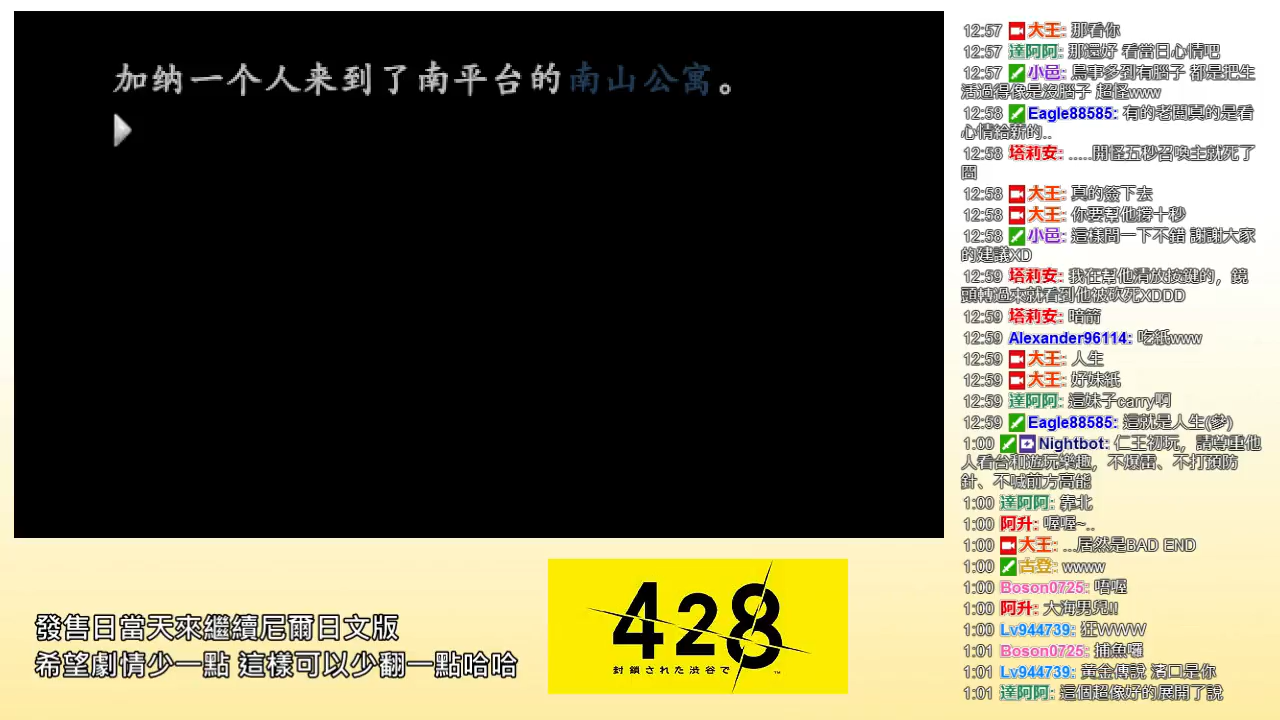 加纳一个人来到了南平台的南山公寓。
發售日當天來繼續尼爾日文版
希望劇情少一點 這樣可以少翻一點哈哈
428
封鎖された渋谷で
12:57 大王: 那看你
12:57 達阿阿: 那還好 看當日心情吧
12:57 小邑: 鳥事多到有腦子 都是把生
活過得像是沒腦子 超怪www
12:58 Eagle88585: 有的老闆真的是看
心情給薪的..
12:58 塔莉安: .....開怪五秒召喚主就死了
問
12:58 大王: 真的簽下去
12:58 大王: 你要幫他撐十秒
12:58 小邑: 這樣問一下不錯 謝謝大家
的建議XD
12:59 塔莉安: 我在幫他清放按鍵的，鏡
頭轉過來就看到他被砍死XDDD
12:59 塔莉安: 暗箭
12:59 Alexander96114: 吃紙www
12:59 大王: 人生
12:59 大王: 好妹紙
12:59 達阿阿: 這妹子carry啊
12:59 Eagle88585: 這就是人生(參)
1:00 Nightbot: 仁王初玩，請尊重他
人看台和遊玩樂趣，不爆雷、不打預防
針、不喊前方高能
1:00 達阿阿: 靠北
1:00 阿升: 喔喔~..
1:00 大王: ...居然是BAD END
1:00 古登: wwww
1:00 Boson0725: 唔喔
1:00 阿升: 大海男兒!!
1:00 Lv944739: 狂WWW
1:01 Boson0725: 捕魚囉
1:01 Lv944739: 黃金傳說 濱口是你
1:01 達阿阿: 這個超像好的展開了說